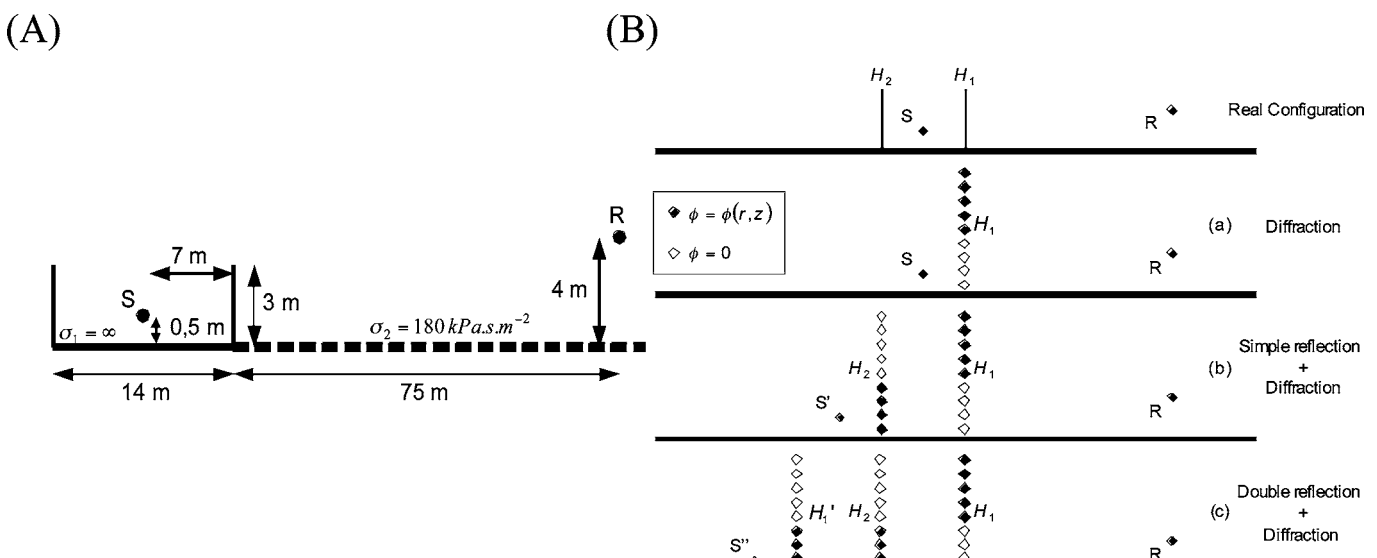 (A)
(B)
H2 H1
S
R
Real Configuration
φ = φ(r, z)
φ = 0
H1
S
R
(a)
Diffraction
R
7 m
S
3 m
4 m
0,5 m
σ1 = ∞
σ2 = 180 kPa.s.m−2
14 m
75 m
H2
H1
S'
R
(b)
Simple reflection
+
Diffraction
H1'
H2
H1
S''
R
(c)
Double reflection
+
Diffraction